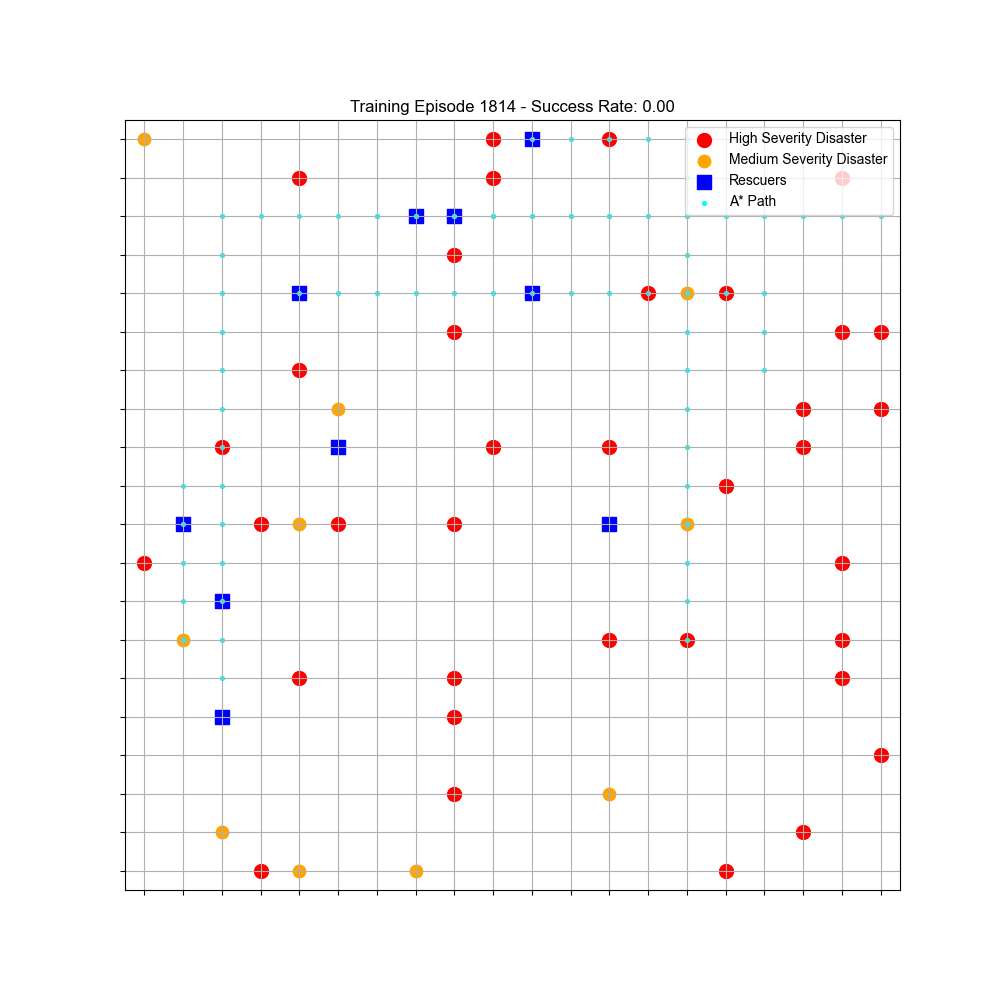 Training Episode 1814 - Success Rate: 0.00
High Severity Disaster
Medium Severity Disaster
Rescuers
A* Path